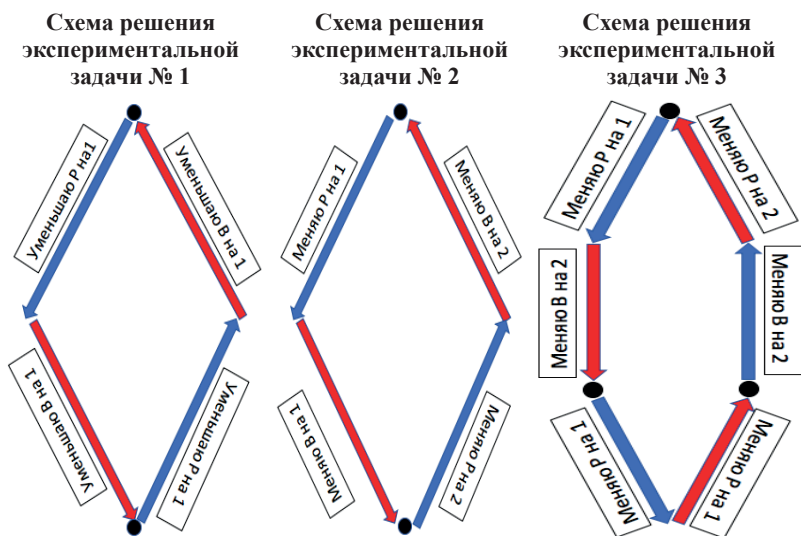 Схема решения
экспериментальной
задачи № 1
Схема решения
экспериментальной
задачи № 2
Схема решения
экспериментальной
задачи № 3
Уменьшаю Р на1
Уменьшаю В на 1
Уменьшаю В на 1
Уменьшаю Р на 1
Меняю Р на 1
Меняю В на 2
Меняю В на 1
Меняю Р на 2
Меняю Р на 1
Меняю Р на 2
Меняю В на 2
Меняю В на 2
Меняю Р на 1
Меняю Р на 1